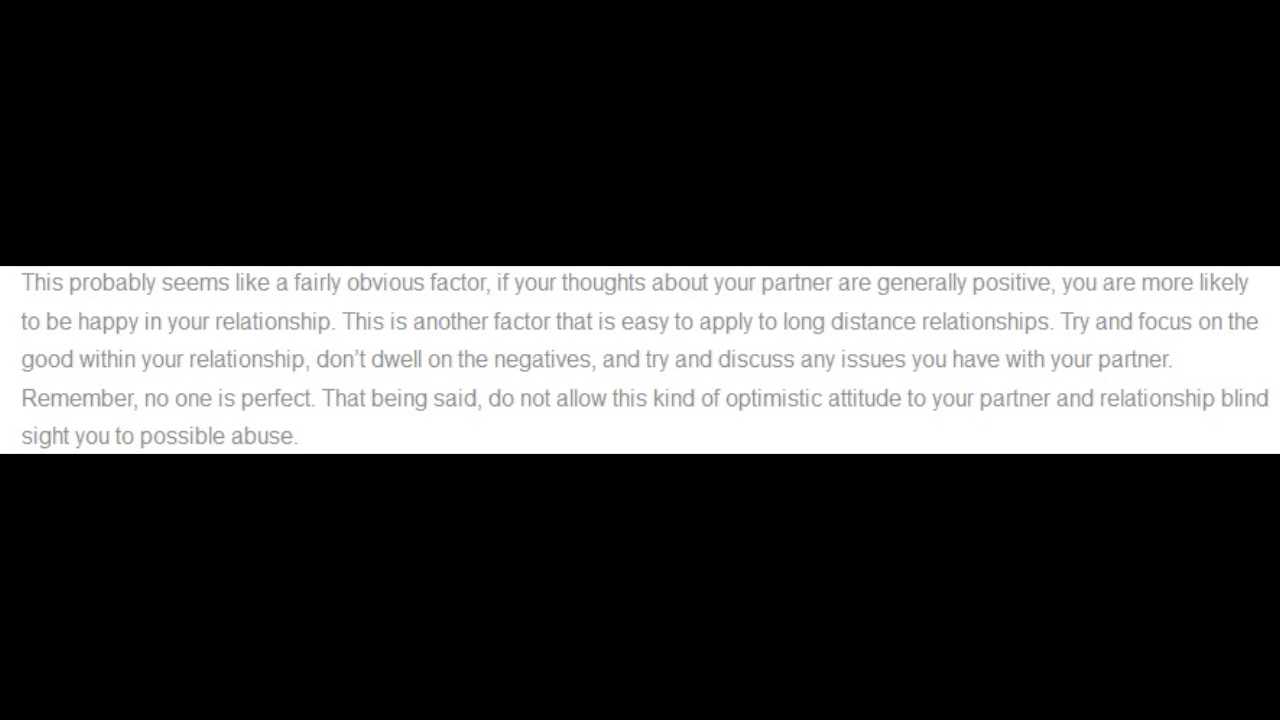 This probably seems like a fairly obvious factor, if your thoughts about your partner are generally positive, you are more likely
to be happy in your relationship. This is another factor that is easy to apply to long distance relationships. Try and focus on the
good within your relationship, don’t dwell on the negatives, and try and discuss any issues you have with your partner.
Remember, no one is perfect. That being said, do not allow this kind of optimistic attitude to your partner and relationship blind
sight you to possible abuse.